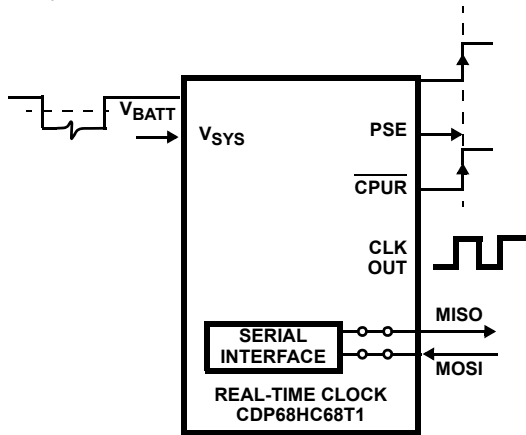 VBATT
VSYS
PSE
CPUR
CLK
OUT
MISO
SERIAL
INTERFACE
MOSI
REAL-TIME CLOCK
CDP68HC68T1